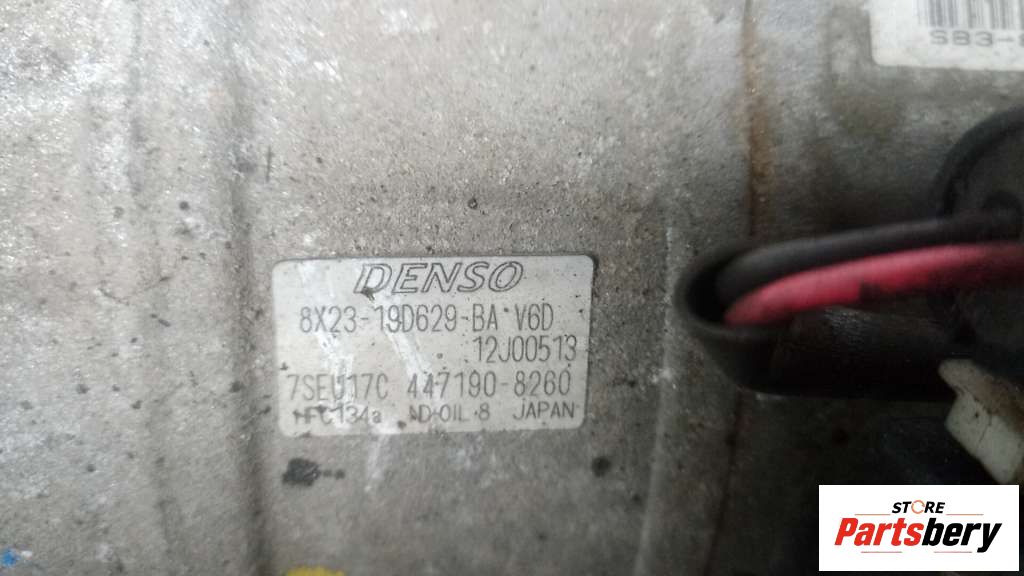 SB3-
DENSO
8X23-19D629-BA V6D
12J00513
7SEU17C 447190-8260
HFC134a ND-OIL 8 JAPAN
STORE
Partsbery